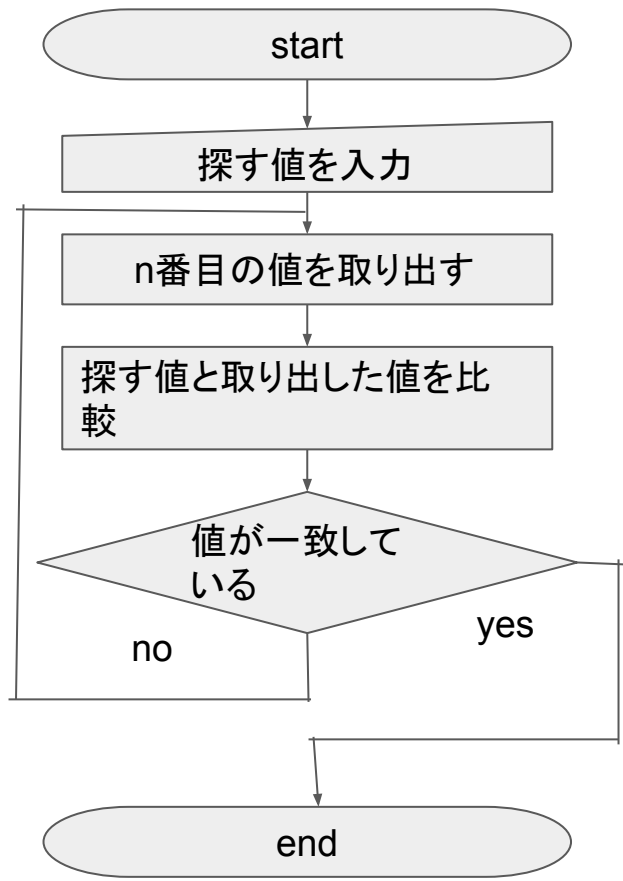 start
探す値を入力
n番目の値を取り出す
探す値と取り出した値を比
較
値が一致して
いる
yes
no
end